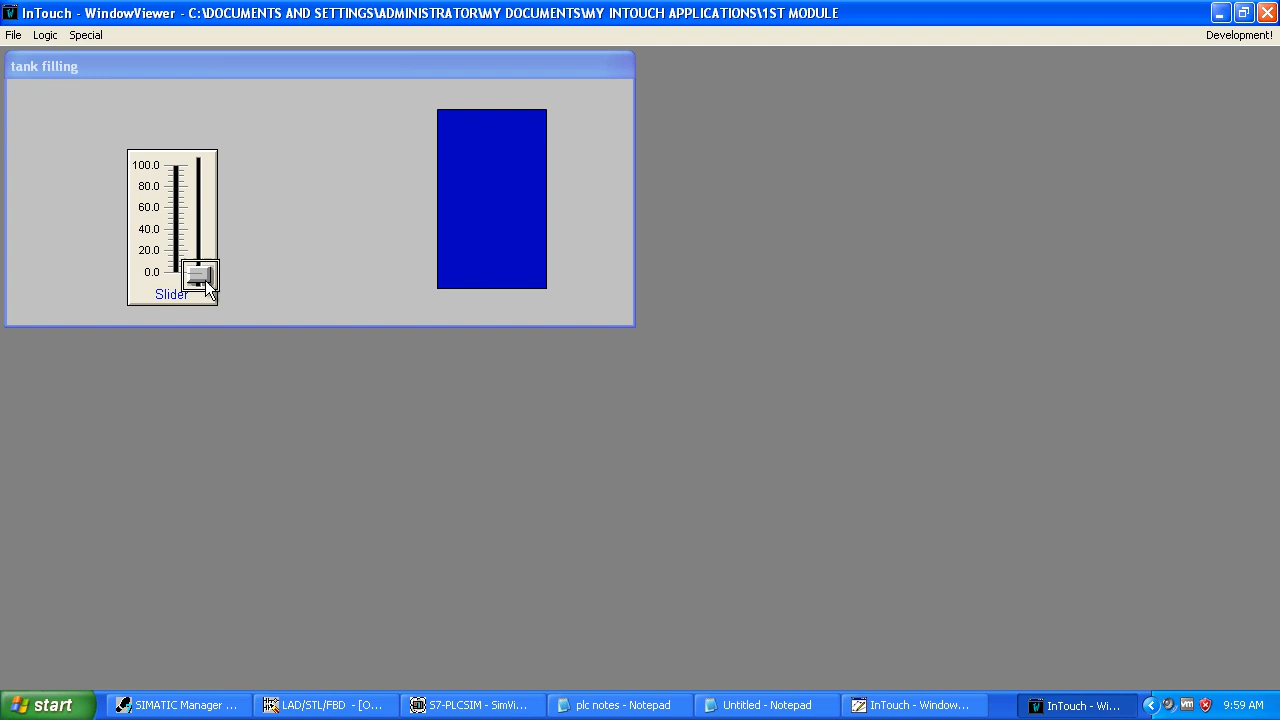 InTouch - WindowViewer - C:\DOCUMENTS AND SETTINGS\ADMINISTRATOR\MY DOCUMENTS\MY INTOUCH APPLICATIONS\1ST MODULE
File Logic Special Development!
tank filling
100.0
80.0
60.0
40.0
20.0
0.0
Slider
start SIMATIC Manager ... LAD/STL/FBD - [O... S7-PLCSIM - SimVi... plc notes - Notepad Untitled - Notepad InTouch - Window... InTouch - Wi... 9:59 AM